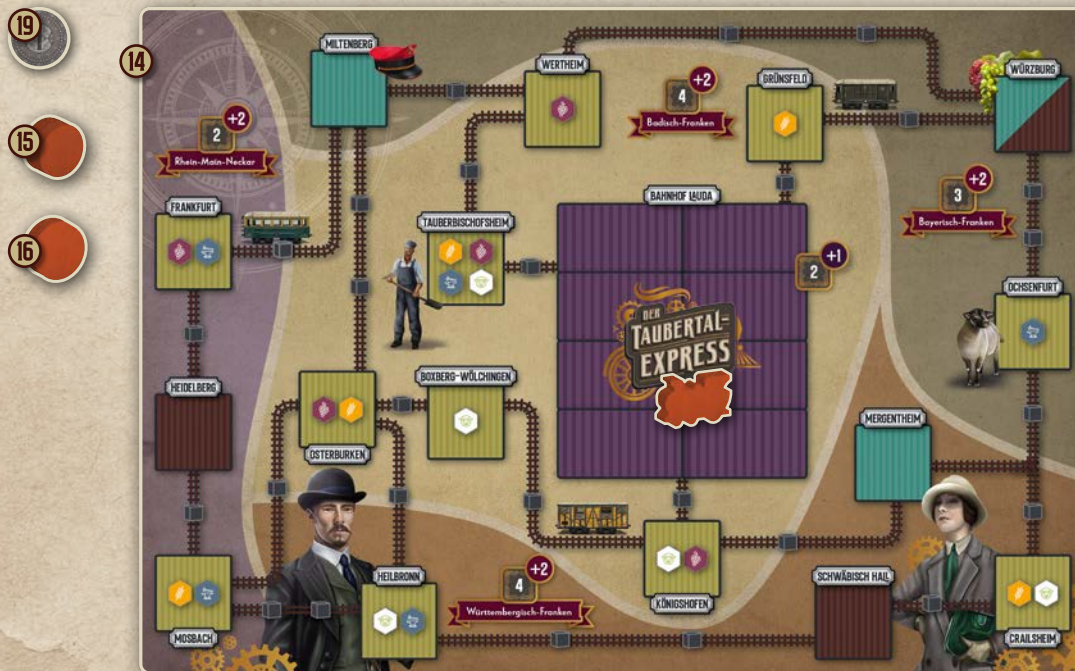 19
14
15
16
MILTENBERG
WERTHEIM
GRÜNSFELD
WÜRZBURG
+2
4
Badisch-Franken
+2
2
Rhein-Main-Neckar
+2
3
Bayerisch-Franken
FRANKFURT
TAUBERBISCHOFSHEIM
BAHNHOF LAUDA
+1
2
OCHSENFURT
DER
TAUBERTAL-
EXPRESS
HEIDELBERG
BOXBERG-WÖLCHINGEN
MERGENTHEIM
OSTERBURKEN
HEILBRONN
+2
4
Württembergisch-Franken
KÖNIGSHOFEN
SCHWÄBISCH HALL
MOSBACH
CRAILSHEIM